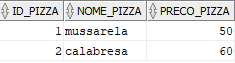 ID_PIZZA NOME_PIZZA PRECO_PIZZA
1 mussarela 50
2 calabresa 60